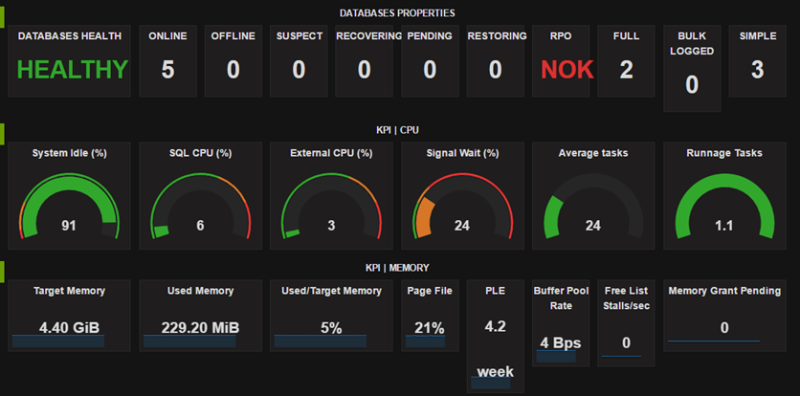 DATABASES PROPERTIES
DATABASES HEALTH
HEALTHY
ONLINE
5
OFFLINE
0
SUSPECT
0
RECOVERING
0
PENDING
0
RESTORING
0
RPO
NOK
FULL
2
BULK
LOGGED
0
SIMPLE
3
KPI | CPU
System Idle (%)
91
SQL CPU (%)
6
External CPU (%)
3
Signal Wait (%)
24
Average tasks
24
Runnage Tasks
1.1
KPI | MEMORY
Target Memory
4.40 GiB
Used Memory
229.20 MiB
Used/Target Memory
5%
Page File
21%
PLE
4.2
week
Buffer Pool
Rate
4 Bps
Free List
Stalls/sec
0
Memory Grant Pending
0